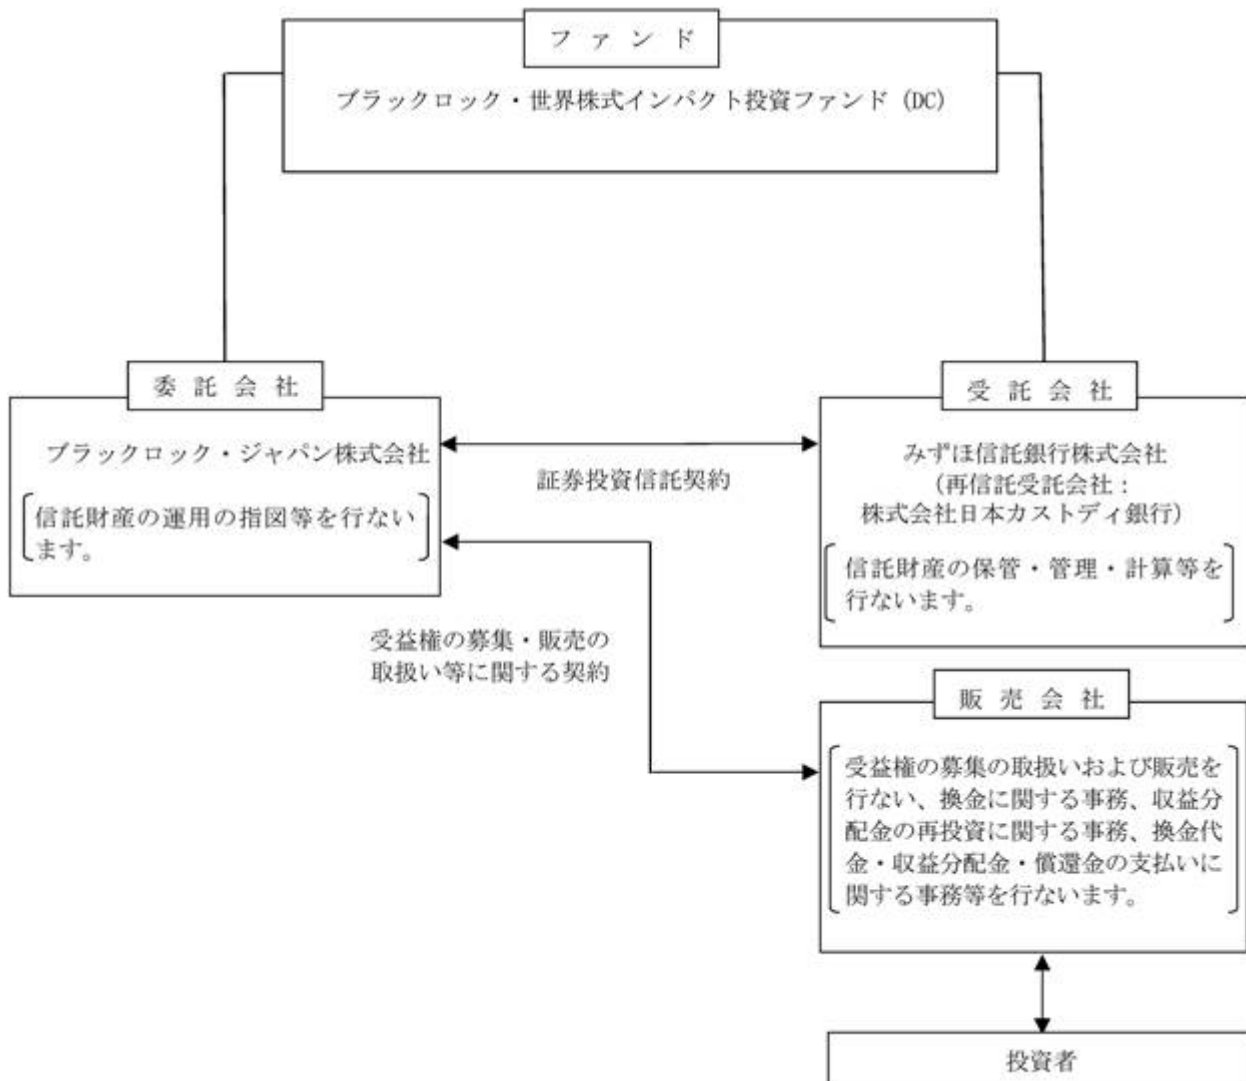 ファンド
ブラックロック・世界株式インパクト投資ファンド (DC)
委託会社
ブラックロック・ジャパン株式会社
信託財産の運用の指図等を行ない
ます。
証券投資信託契約
受託会社
みずほ信託銀行株式会社
(再信託受託会社:
株式会社日本カストディ銀行)
信託財産の保管・管理・計算等を
行ないます。
受益権の募集・販売の
取扱い等に関する契約
販売会社
受益権の募集の取扱いおよび販売を
行ない、換金に関する事務、収益分
配金の再投資に関する事務、換金代
金・収益分配金・償還金の支払いに
関する事務等を行ないます。
投資者